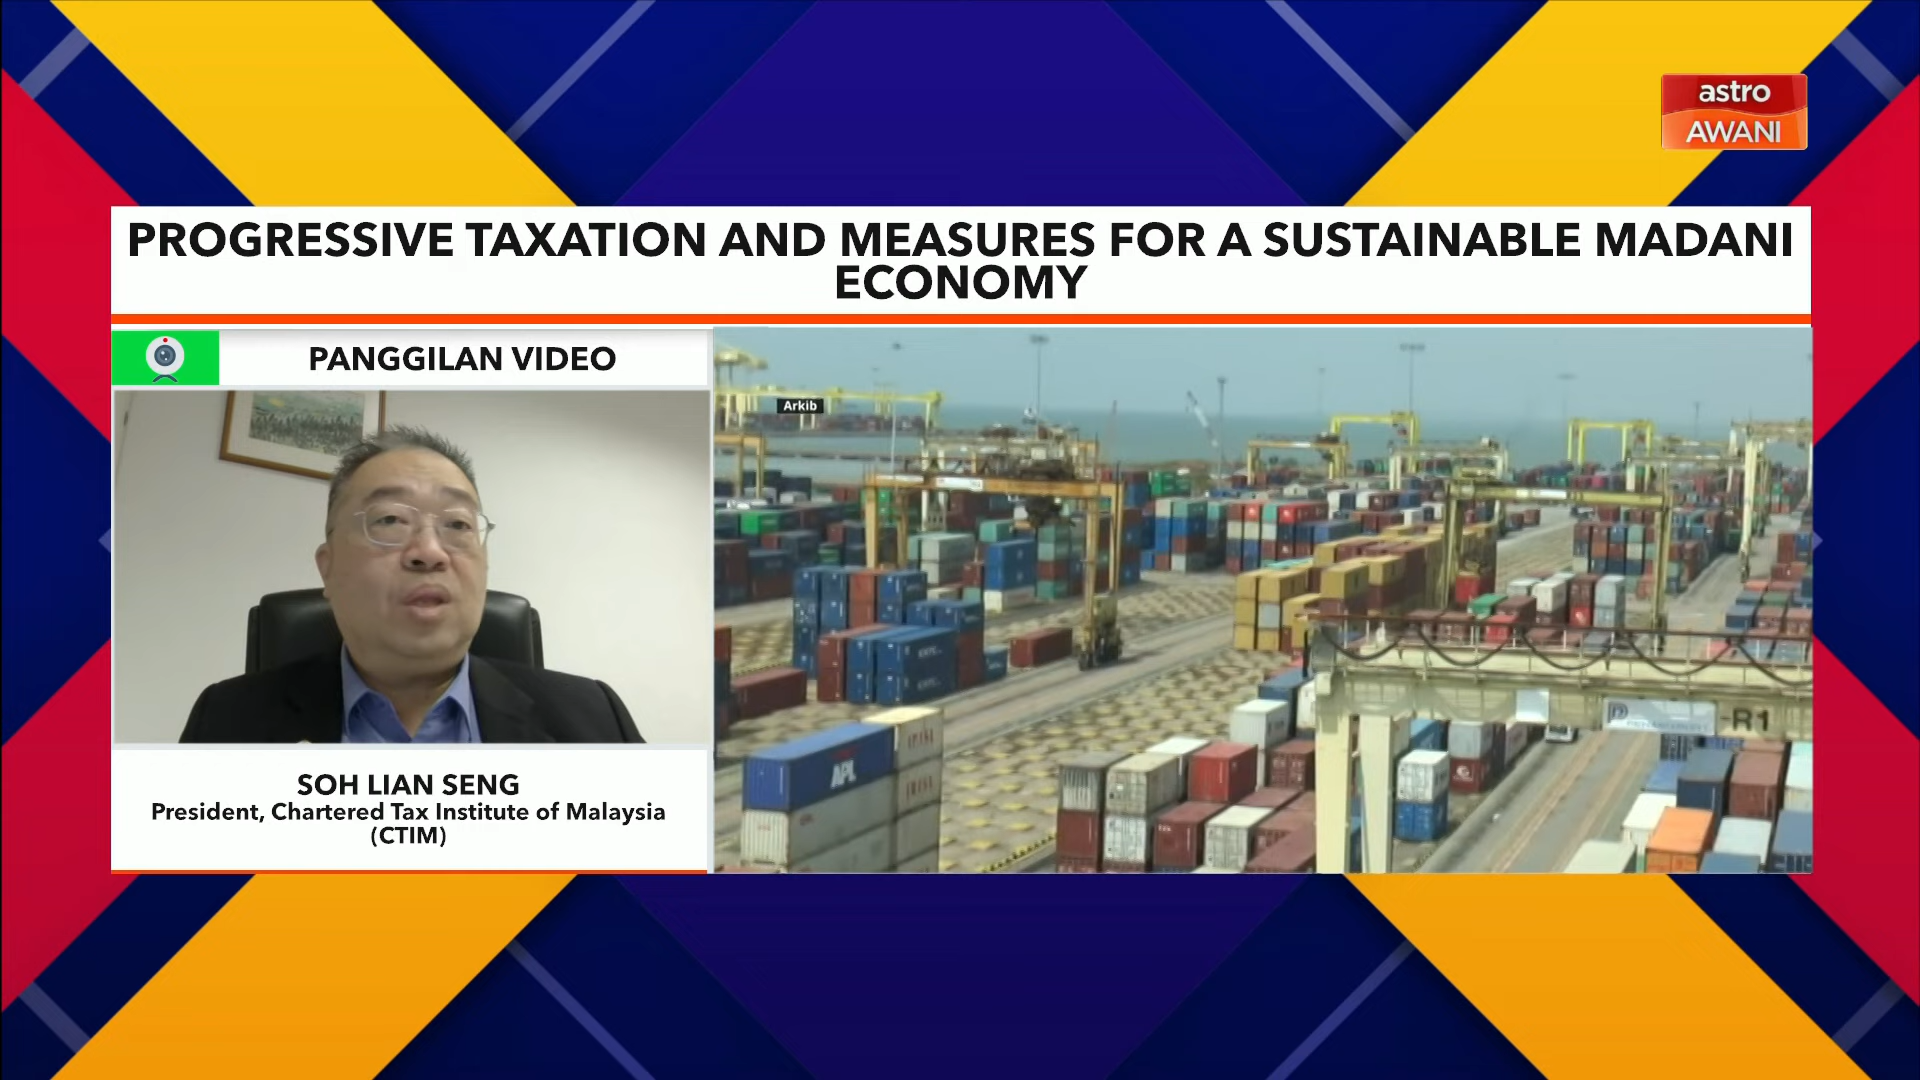 astro
AWANI
PROGRESSIVE TAXATION AND MEASURES FOR A SUSTAINABLE MADANI
ECONOMY
PANGGILAN VIDEO
Arkib
APL
-R1
SOH LIAN SENG
President, Chartered Tax Institute of Malaysia
(CTIM)